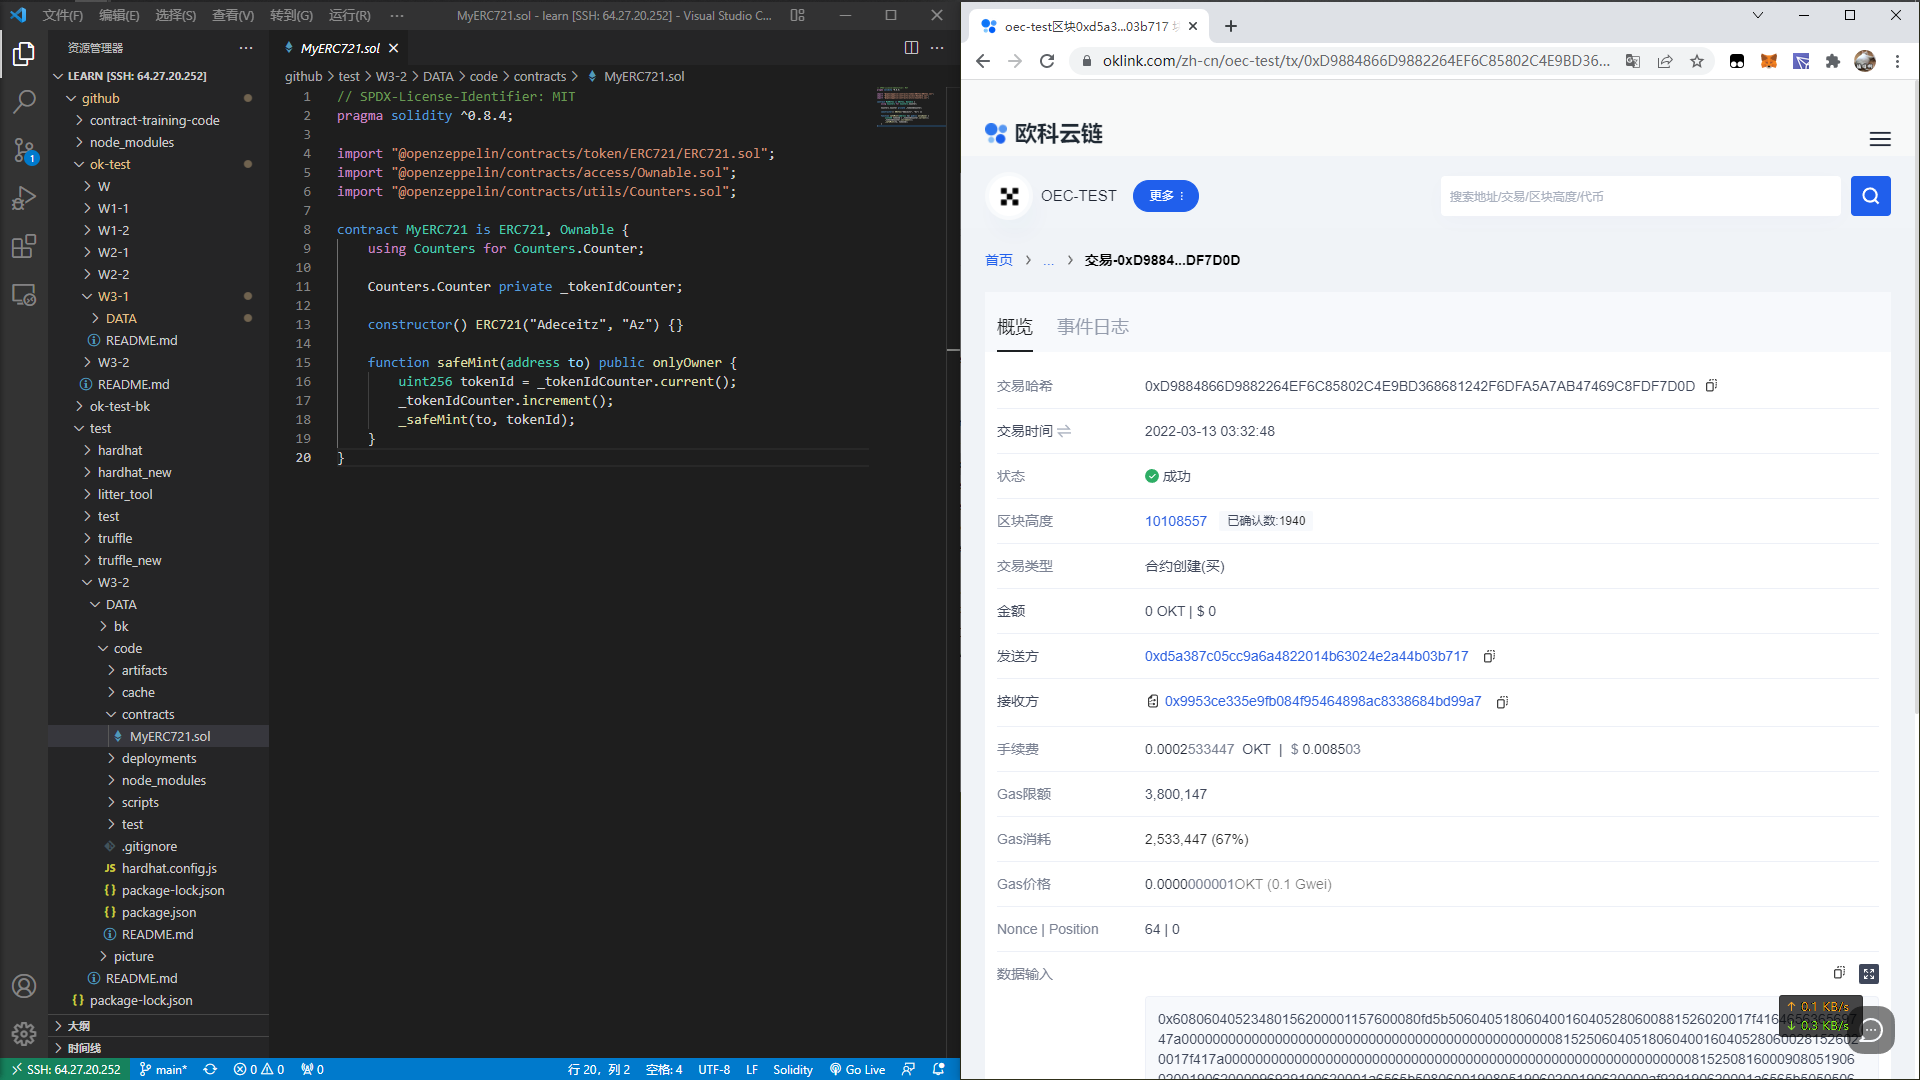 文件(F) 编辑(E) 选择(S) 查看(V) 转到(G) 运行(R) ··· MyERC721.sol - learn [SSH: 64.27.20.252] - Visual Studio C...
资源管理器 ···
LEARN [SSH: 64.27.20.252]
github
contract-training-code
node_modules
ok-test
W
W1-1
W1-2
W2-1
W2-2
W3-1
DATA
README.md
W3-2
README.md
ok-test-bk
test
hardhat
hardhat_new
litter_tool
test
truffle
truffle_new
W3-2
DATA
bk
code
artifacts
cache
contracts
MyERC721.sol
deployments
node_modules
scripts
test
.gitignore
JS hardhat.config.js
{} package-lock.json
{} package.json
README.md
picture
README.md
{} package-lock.json
大纲
时间线
1
MyERC721.sol
github > test > W3-2 > DATA > code > contracts > MyERC721.sol
1 // SPDX-License-Identifier: MIT
2 pragma solidity ^0.8.4;
3
4 import "@openzeppelin/contracts/token/ERC721/ERC721.sol";
5 import "@openzeppelin/contracts/access/Ownable.sol";
6 import "@openzeppelin/contracts/utils/Counters.sol";
7
8 contract MyERC721 is ERC721, Ownable {
9 using Counters for Counters.Counter;
10
11 Counters.Counter private _tokenIdCounter;
12
13 constructor() ERC721("Adeceitz", "Az") {}
14
15 function safeMint(address to) public onlyOwner {
16 uint256 tokenId = _tokenIdCounter.current();
17 _tokenIdCounter.increment();
18 _safeMint(to, tokenId);
19 }
20 }
SSH: 64.27.20.252 main* 0 0 0 行 20，列 2 空格: 4 UTF-8 LF Solidity Go Live
oec-test区块0xd5a3...03b717
oklink.com/zh-cn/oec-test/tx/0xD9884866D9882264EF6C85802C4E9BD36...
欧科云链
OEC-TEST 更多 搜索地址/交易/区块高度/代币
首页 > ... > 交易-0xD9884...DF7D0D
概览 事件日志
交易哈希 0xD9884866D9882264EF6C85802C4E9BD368681242F6DFA5A7AB47469C8FDF7D0D
交易时间 2022-03-13 03:32:48
状态 成功
区块高度 10108557 已确认数:1940
交易类型 合约创建(买)
金额 0 OKT | $ 0
发送方 0xd5a387c05cc9a6a4822014b63024e2a44b03b717
接收方 0x9953ce335e9fb084f95464898ac8338684bd99a7
手续费 0.0002533447 OKT | $ 0.008503
Gas限额 3,800,147
Gas消耗 2,533,447 (67%)
Gas价格 0.0000000001OKT (0.1 Gwei)
Nonce | Position 64 | 0
数据输入
↑ 0.1 KB/s
↓ 0.3 KB/s